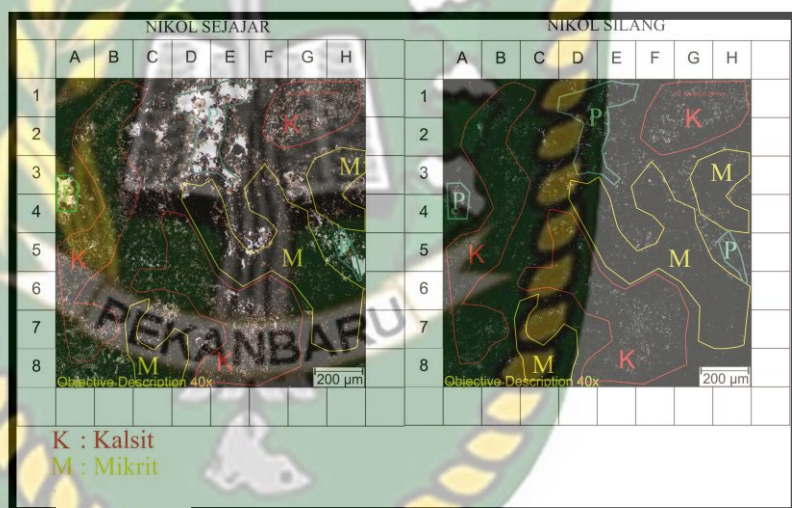 NIKOL SEJAJAR
NIKOL SILANG
A B C D E F G H
A B C D E F G H
1
2
3
4
5
6
7
8
1
2
3
4
5
6
7
8
K
M
P
K
M
M
K
P
K
M
P
K
M
P
M
K
PEKANBARU
Objective Description 40x
200 µm
Objective Description 40x
200 µm
K : Kalsit
M : Mikrit